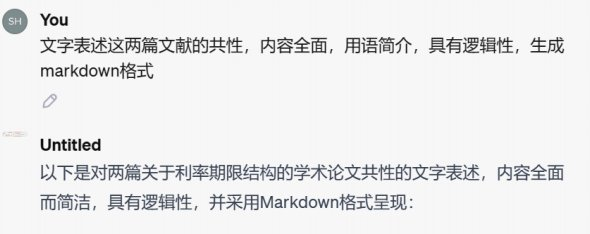 SH
You
文字表述这两篇文献的共性，内容全面，用语简介，具有逻辑性，生成
markdown格式
Untitled
以下是对两篇关于利率期限结构的学术论文共性的文字表述，内容全面
而简洁，具有逻辑性，并采用Markdown格式呈现：